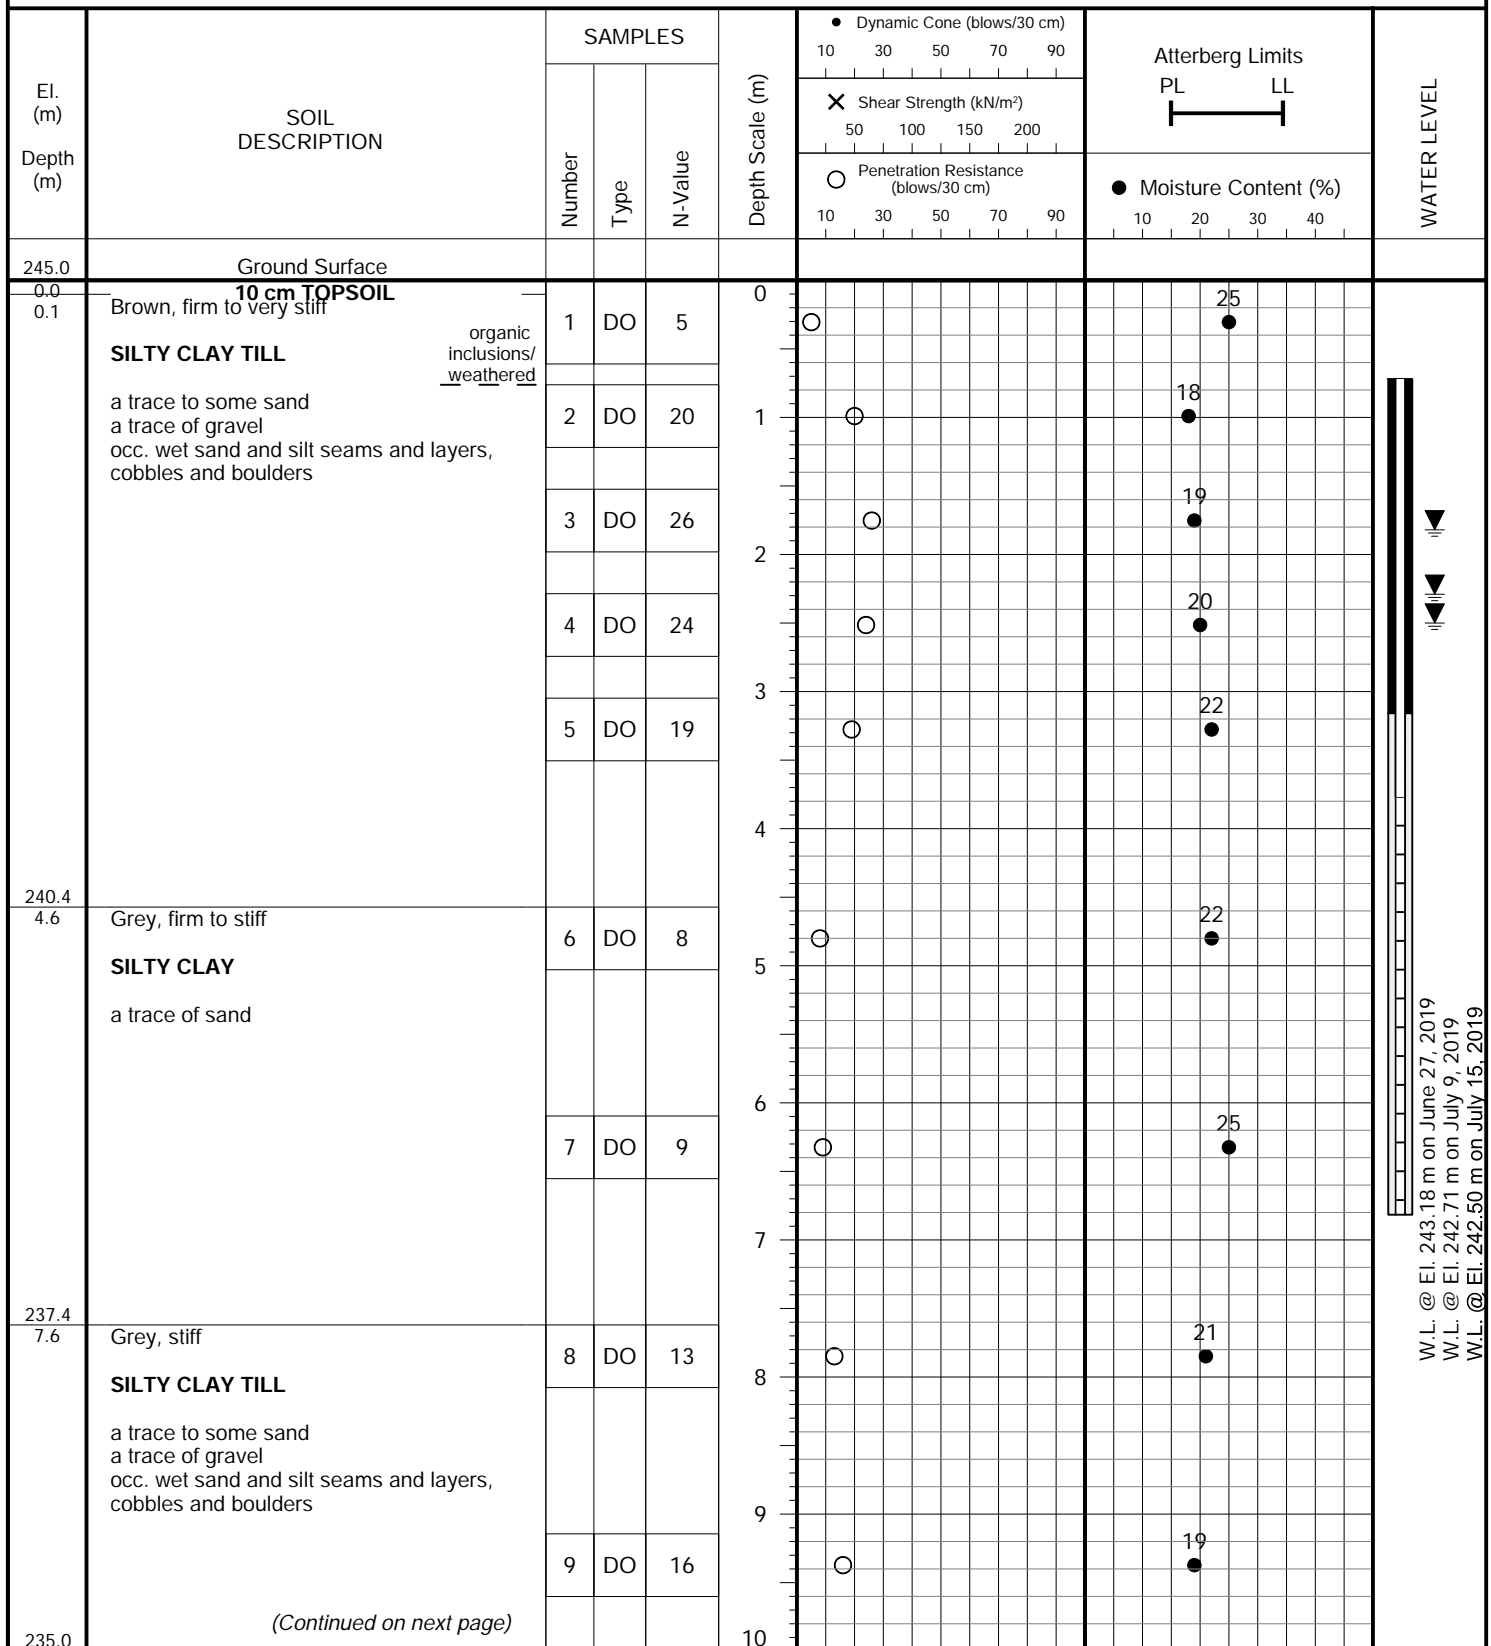 El.
(m)
Depth
(m)
SOIL
DESCRIPTION
SAMPLES
Number
Type
N-Value
Depth Scale (m)
Dynamic Cone (blows/30 cm)
10 30 50 70 90
Shear Strength (kN/m²)
50 100 150 200
Penetration Resistance
(blows/30 cm)
10 30 50 70 90
Atterberg Limits
PL LL
Moisture Content (%)
10 20 30 40
WATER LEVEL
245.0 Ground Surface
0.0 10 cm TOPSOIL 0
0.1 Brown, firm to very stiff
25
1 DO 5
organic
inclusions/
weathered
SILTY CLAY TILL
a trace to some sand
a trace of gravel
occ. wet sand and silt seams and layers,
cobbles and boulders
18
2 DO 20 1
19
3 DO 26
2
20
4 DO 24
3
22
5 DO 19
4
240.4
4.6 Grey, firm to stiff
22
6 DO 8
SILTY CLAY 5
a trace of sand
6
25
7 DO 9
7
237.4
7.6 Grey, stiff
21
8 DO 13
SILTY CLAY TILL 8
a trace to some sand
a trace of gravel
occ. wet sand and silt seams and layers,
cobbles and boulders
9
19
9 DO 16
(Continued on next page)
235.0 10
W.L. @ El. 243.18 m on June 27, 2019
W.L. @ El. 242.71 m on July 9, 2019
W.L. @ El. 242.50 m on July 15, 2019